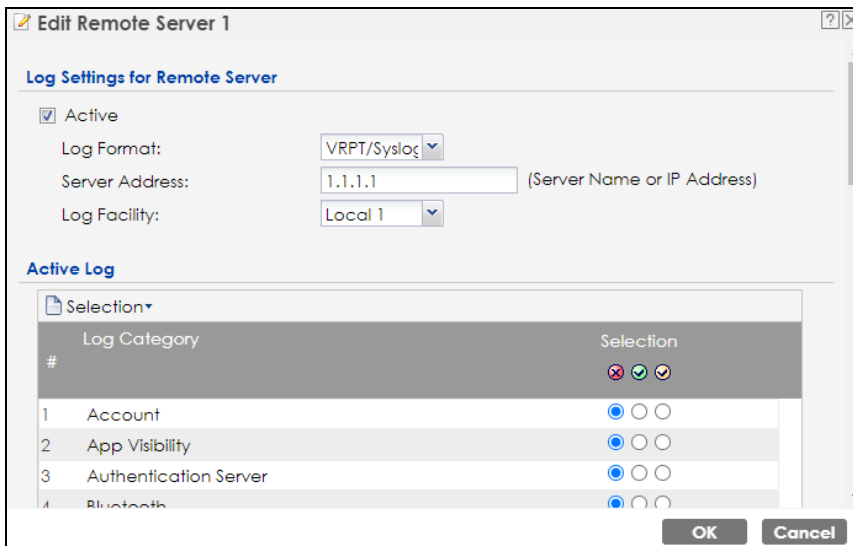 Edit Remote Server 1
Log Settings for Remote Server
Active
Log Format: VRPT/Syslog
Server Address: 1.1.1.1 (Server Name or IP Address)
Log Facility: Local 1
Active Log
Selection
# Log Category Selection
1 Account
2 App Visibility
3 Authentication Server
4 Bluetooth
OK Cancel